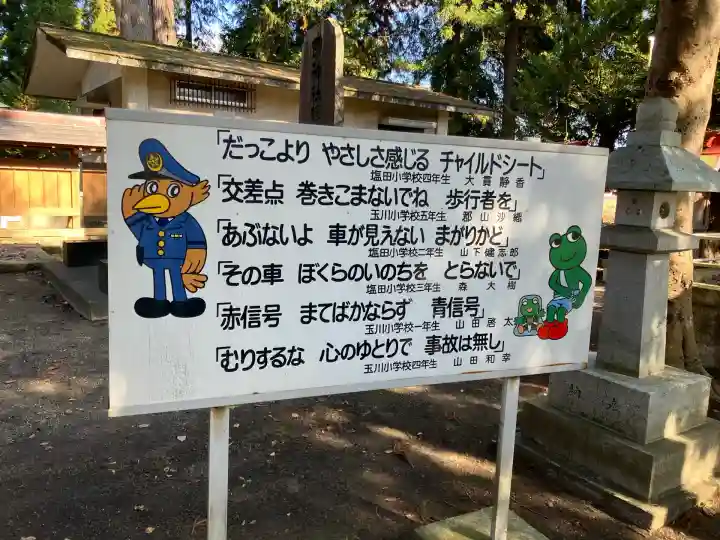 「だっこより やさしさ感じる チャイルドシート」
塩田小学校四年生 大貫静香
「交差点 巻きこまないでね 歩行者を」
玉川小学校五年生 郡山沙織
「あぶないよ 車が見えない まがりかど」
塩田小学校二年生 山下健志郎
「その車 ぼくらのいのちを とらないで」
塩田小学校三年生 森 大樹
「赤信号 まてばかならず 青信号」
玉川小学校一年生 山田啓太
「むりするな 心のゆとりで 事故は無し」
玉川小学校四年生 山田和幸